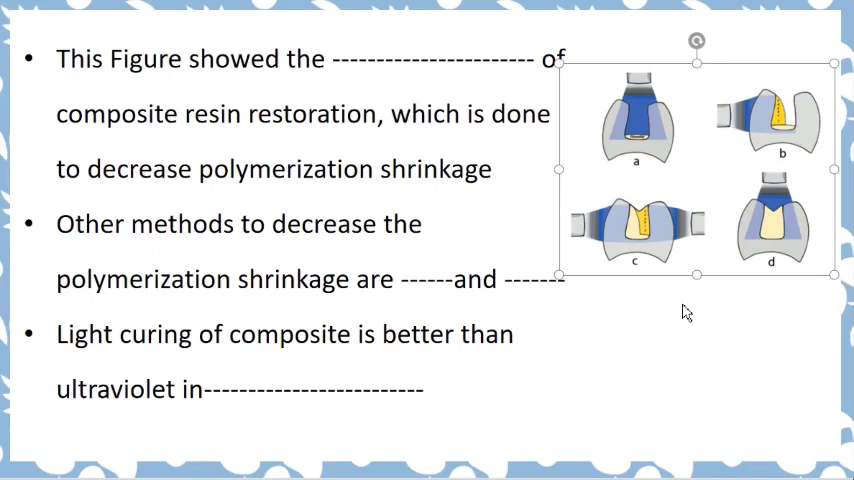 • This Figure showed the ----------------------- of
composite resin restoration, which is done
to decrease polymerization shrinkage
• Other methods to decrease the
polymerization shrinkage are ------and -------
• Light curing of composite is better than
ultraviolet in-------------------------
a
b
c
d